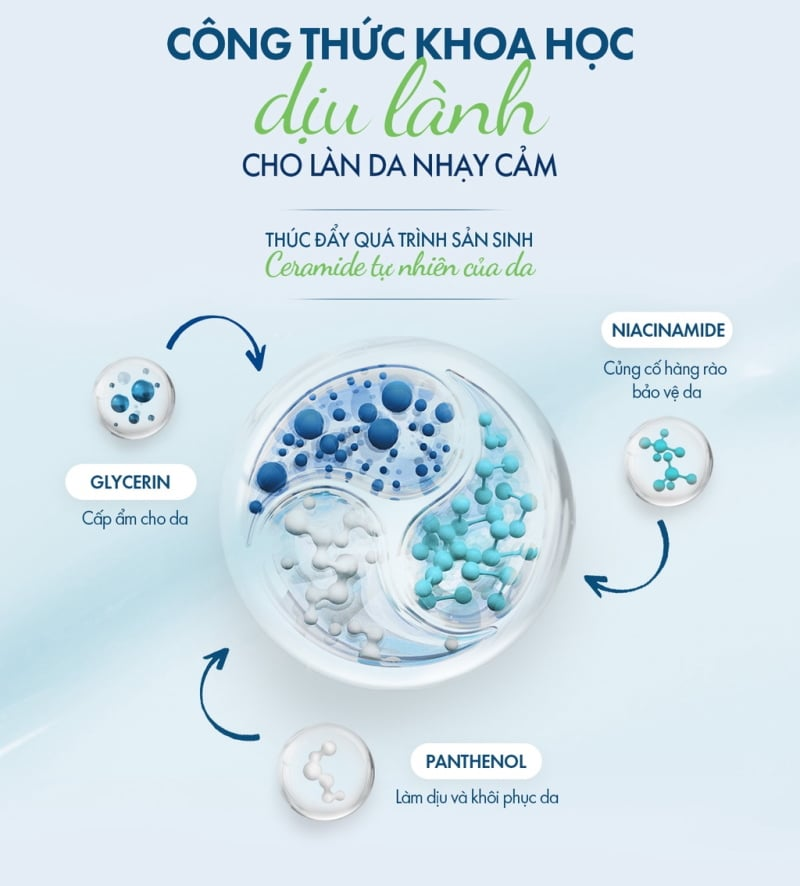 CÔNG THỨC KHOA HỌC
dịu lành
CHO LÀN DA NHẠY CẢM
THÚC ĐẨY QUÁ TRÌNH SẢN SINH
Ceramide tự nhiên của da
NIACINAMIDE
Củng cố hàng rào
bảo vệ da
GLYCERIN
Cấp ẩm cho da
PANTHENOL
Làm dịu và khôi phục da